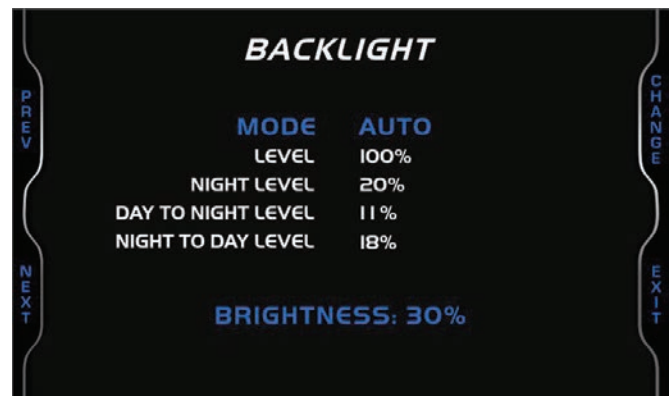 BACKLIGHT
PREV
CHANGE
MODE AUTO
LEVEL 100%
NIGHT LEVEL 20%
DAY TO NIGHT LEVEL 11%
NIGHT TO DAY LEVEL 18%
NEXT
EXIT
BRIGHTNESS: 30%